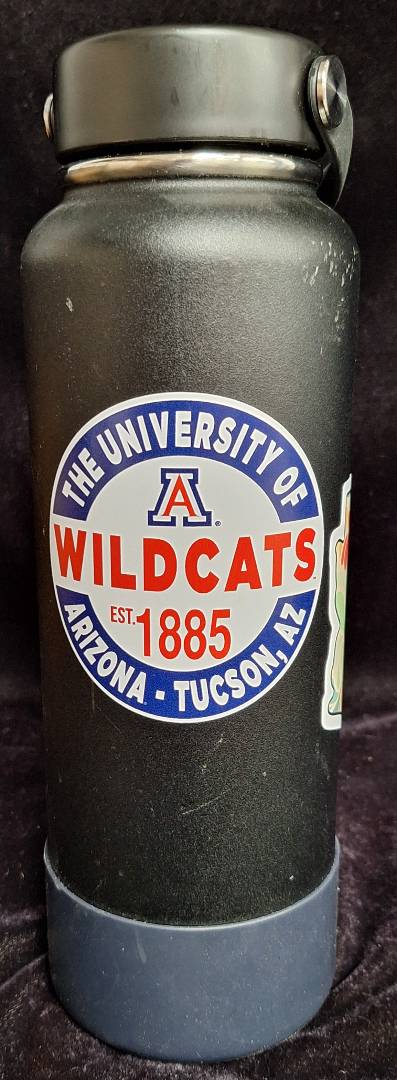 THE UNIVERSITY OF
A®
WILDCATS
EST. 1885
ARIZONA · TUCSON, AZ